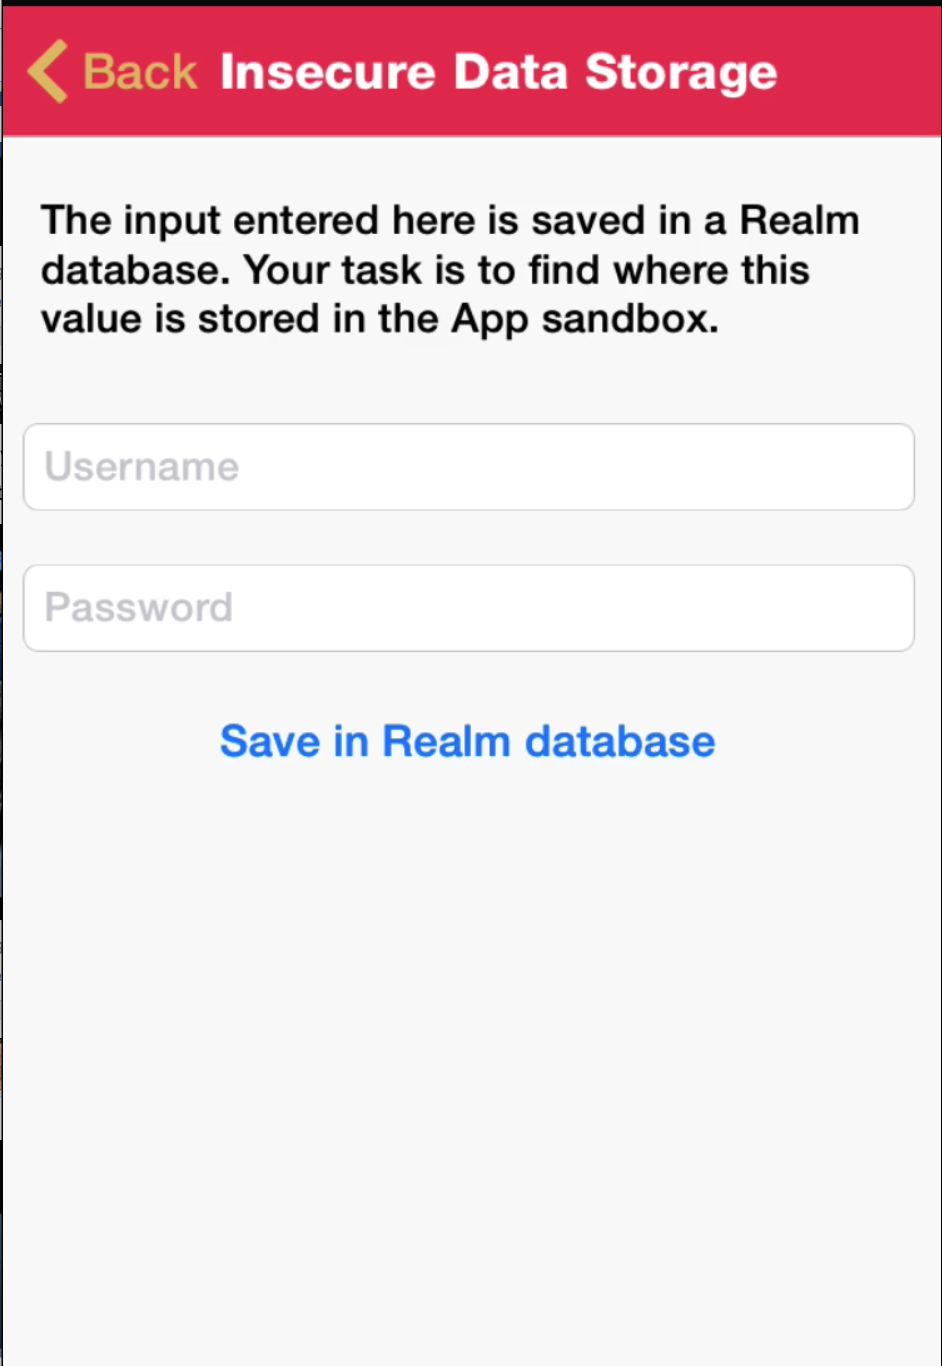 Back Insecure Data Storage
The input entered here is saved in a Realm
database. Your task is to find where this
value is stored in the App sandbox.
Username
Password
Save in Realm database